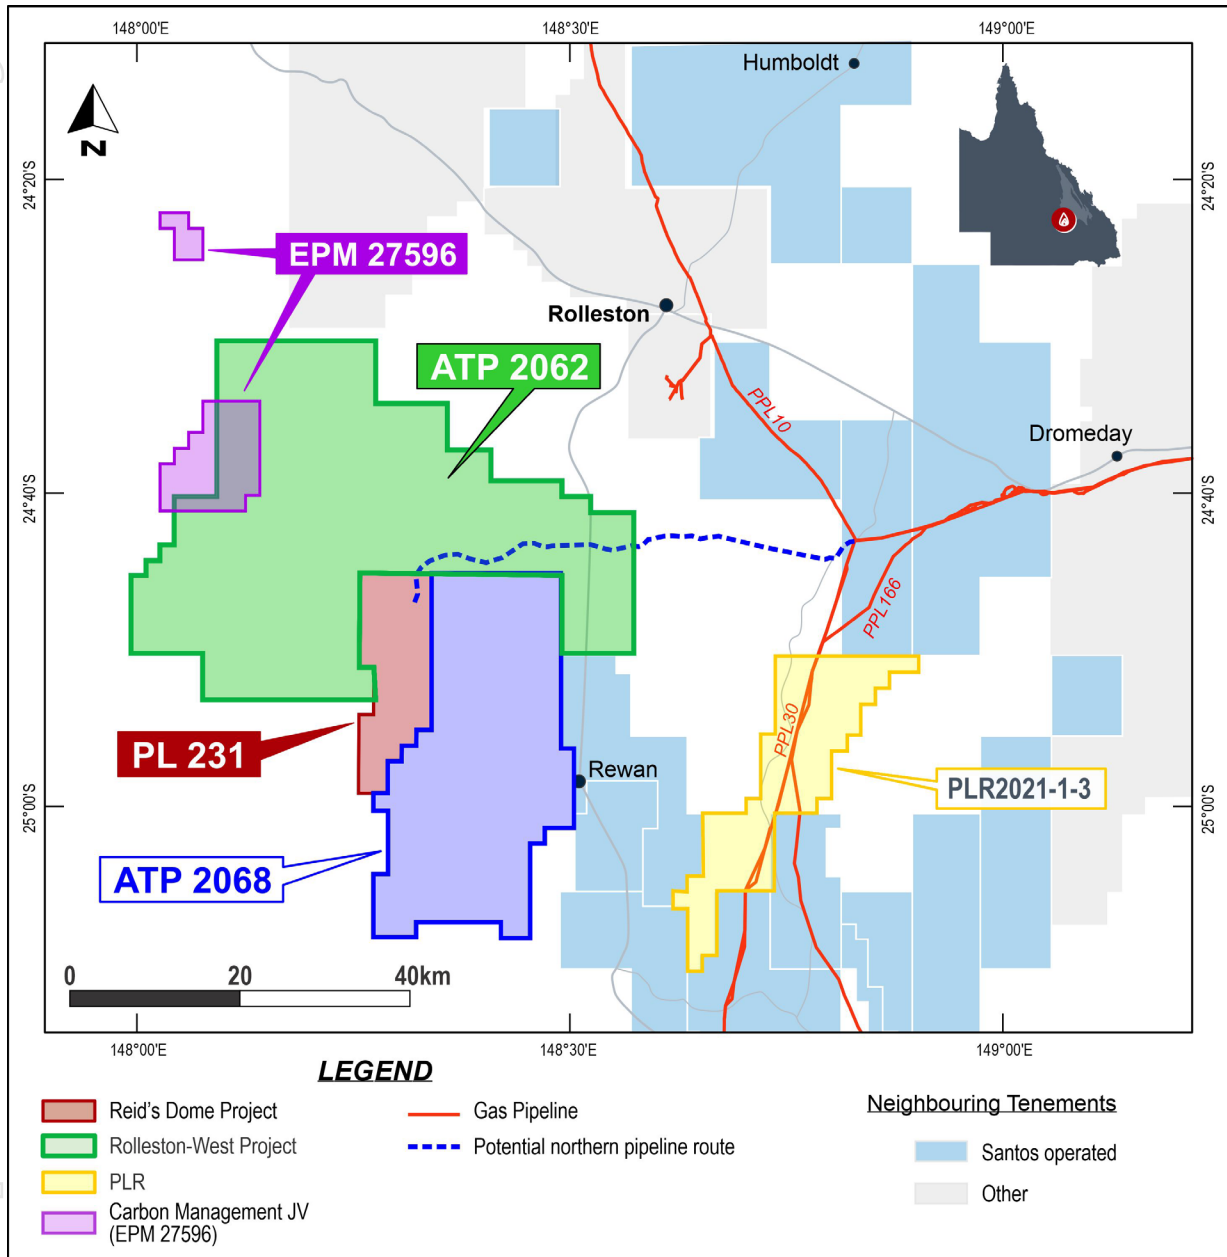 148°00'E
148°30'E
149°00'E
Humboldt
N
24°20'S
24°20'S
EPM 27596
Rolleston
ATP 2062
PPL10
Dromeday
24°40'S
24°40'S
PPL166
PPL30
PL 231
Rewan
PLR2021-1-3
25°00'S
25°00'S
ATP 2068
0 20 40km
148°00'E
148°30'E
149°00'E
LEGEND
Reid's Dome Project
Rolleston-West Project
PLR
Carbon Management JV
(EPM 27596)
Gas Pipeline
Potential northern pipeline route
Neighbouring Tenements
Santos operated
Other